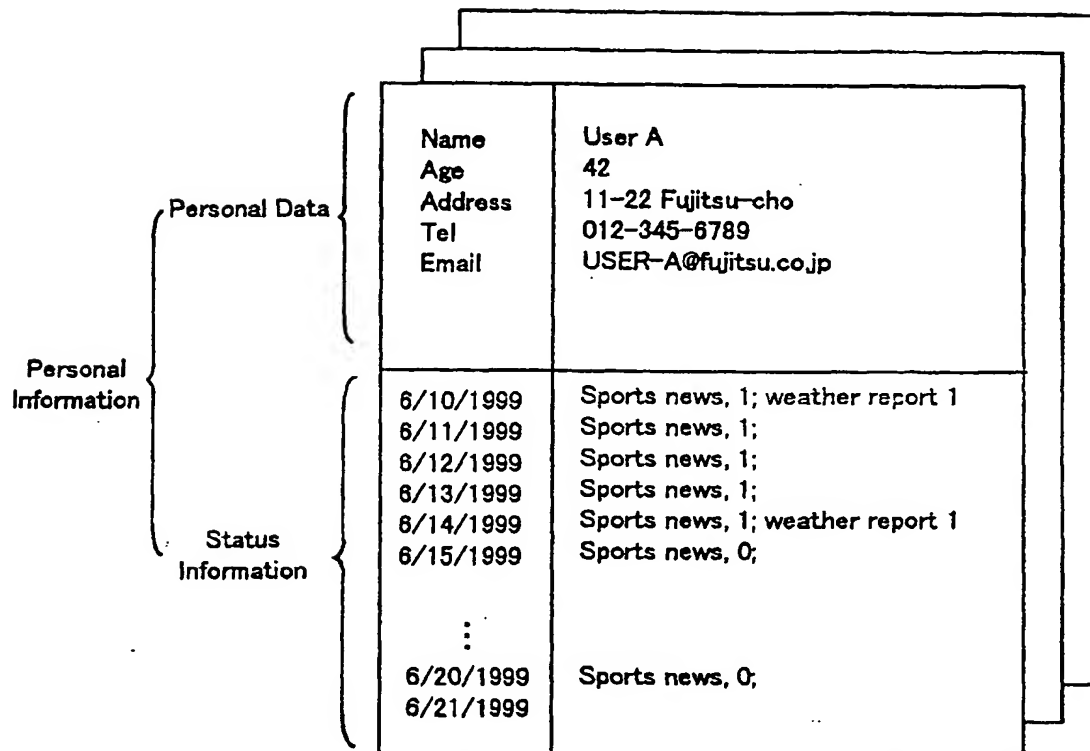 Name User A
Age 42
Address 11-22 Fujitsu-cho
Personal Data
Tel 012-345-6789
Email USER-A@fujitsu.co.jp
Personal
Information
6/10/1999 Sports news, 1; weather report 1
6/11/1999 Sports news, 1;
6/12/1999 Sports news, 1;
6/13/1999 Sports news, 1;
6/14/1999 Sports news, 1; weather report 1
Status
Information
6/15/1999 Sports news, 0;
⋮
6/20/1999 Sports news, 0;
6/21/1999